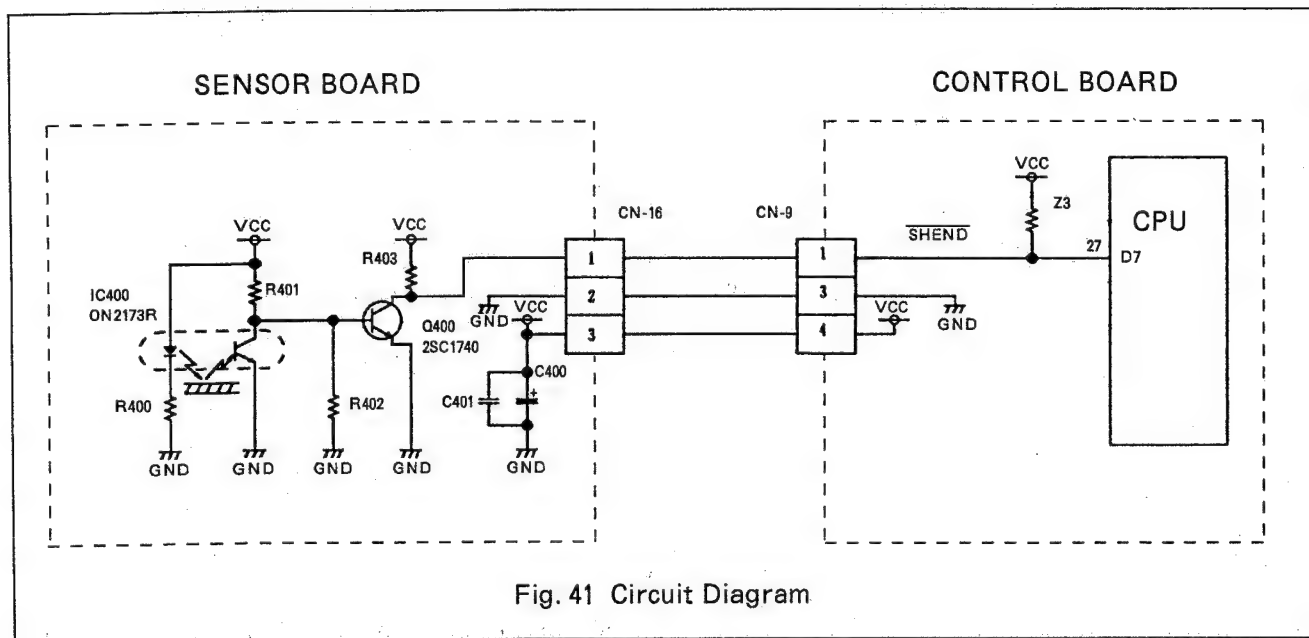 SENSOR BOARD
CONTROL BOARD
VCC
VCC
R403
R401
IC400
ON2173R
Q400
2SC1740
R400
R402
GND
GND
GND
GND
CN-16
CN-9
1
2
3
GND
VCC
C400
+
C401
GND
1
3
4
SHEND
VCC
GND
VCC
Z3
27
D7
CPU
Fig. 41 Circuit Diagram